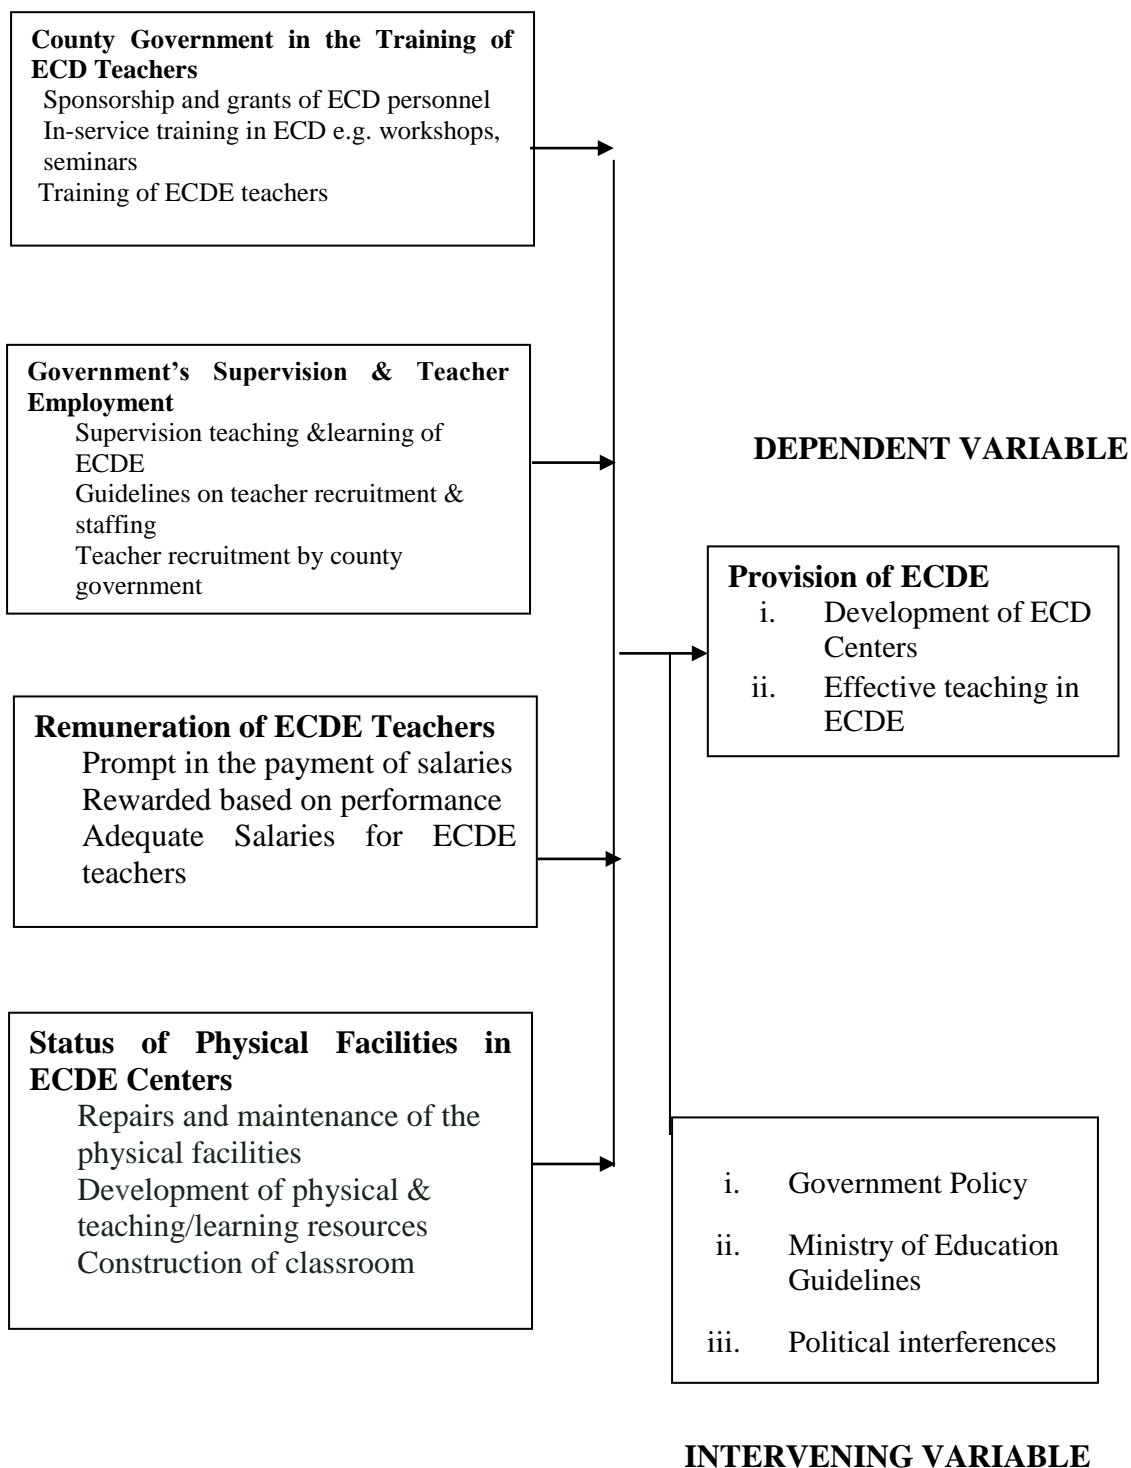 County Government in the Training of
ECD Teachers
Sponsorship and grants of ECD personnel
In-service training in ECD e.g. workshops,
seminars
Training of ECDE teachers
Government’s Supervision & Teacher
Employment
Supervision teaching &learning of
ECDE
Guidelines on teacher recruitment &
staffing
Teacher recruitment by county
government
Remuneration of ECDE Teachers
Prompt in the payment of salaries
Rewarded based on performance
Adequate Salaries for ECDE
teachers
Status of Physical Facilities in
ECDE Centers
Repairs and maintenance of the
physical facilities
Development of physical &
teaching/learning resources
Construction of classroom
DEPENDENT VARIABLE
Provision of ECDE
i. Development of ECD
Centers
ii. Effective teaching in
ECDE
i. Government Policy
ii. Ministry of Education
Guidelines
iii. Political interferences
INTERVENING VARIABLE